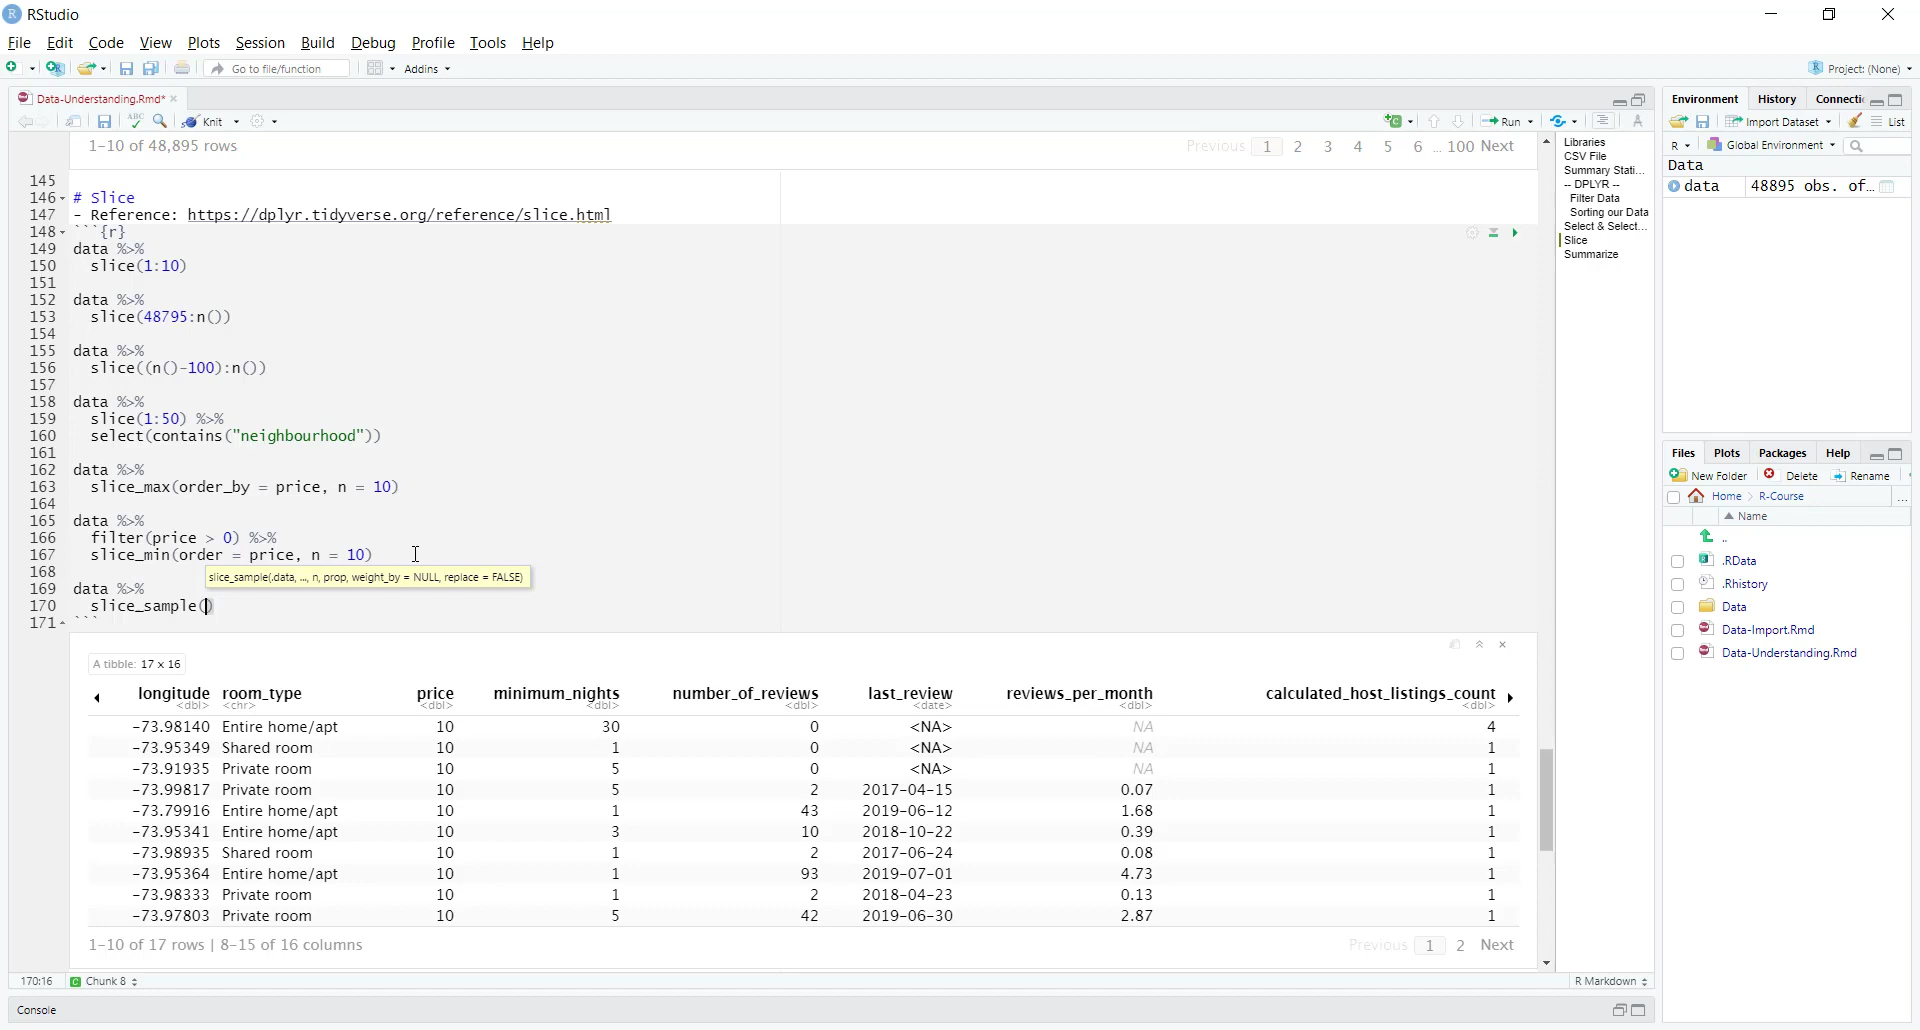 RStudio
File Edit Code View Plots Session Build Debug Profile Tools Help
Go to file/function Addins Project: (None)
Data-Understanding.Rmd*
ABC Knit Run
1-10 of 48,895 rows Previous 1 2 3 4 5 6 ... 100 Next
145
146 # Slice
147 - Reference: https://dplyr.tidyverse.org/reference/slice.html
148 ```{r}
149 data %>%
150 slice(1:10)
151
152 data %>%
153 slice(48795:n())
154
155 data %>%
156 slice((n()-100):n())
157
158 data %>%
159 slice(1:50) %>%
160 select(contains("neighbourhood"))
161
162 data %>%
163 slice_max(order_by = price, n = 10)
164
165 data %>%
166 filter(price > 0) %>%
167 slice_min(order = price, n = 10)
168
slice_sample(.data, ..., n, prop, weight_by = NULL, replace = FALSE)
169 data %>%
170 slice_sample()
171 ```
A tibble: 17 x 16
longitude room_type price minimum_nights number_of_reviews last_review reviews_per_month calculated_host_listings_count
<dbl> <chr> <dbl> <dbl> <dbl> <date> <dbl> <dbl>
-73.98140 Entire home/apt 10 30 0 <NA> NA 4
-73.95349 Shared room 10 1 0 <NA> NA 1
-73.91935 Private room 10 5 0 <NA> NA 1
-73.99817 Private room 10 5 2 2017-04-15 0.07 1
-73.79916 Entire home/apt 10 1 43 2019-06-12 1.68 1
-73.95341 Entire home/apt 10 3 10 2018-10-22 0.39 1
-73.98935 Shared room 10 1 2 2017-06-24 0.08 1
-73.95364 Entire home/apt 10 1 93 2019-07-01 4.73 1
-73.98333 Private room 10 1 2 2018-04-23 0.13 1
-73.97803 Private room 10 5 42 2019-06-30 2.87 1
1-10 of 17 rows | 8-15 of 16 columns Previous 1 2 Next
170:16 Chunk 8 R Markdown
Console
Libraries
CSV File
Summary Stati...
-- DPLYR --
Filter Data
Sorting our Data
Select & Select...
Slice
Summarize
Environment History Connectic
Import Dataset List
R Global Environment
Data
data 48895 obs. of...
Files Plots Packages Help
New Folder Delete Rename
Home R-Course ...
Name
..
.RData
.Rhistory
Data
Data-Import.Rmd
Data-Understanding.Rmd